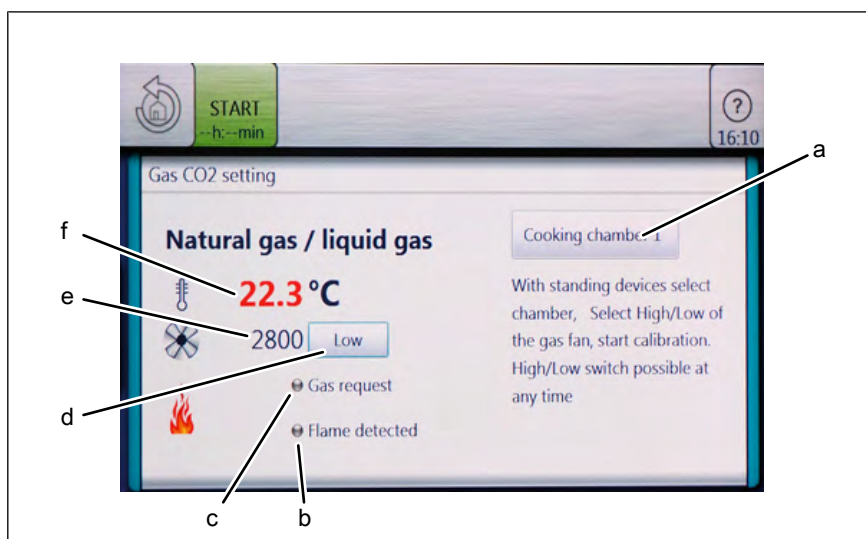 START
--h:--min
?
16:10
Gas CO2 setting
a
Natural gas / liquid gas
Cooking chamber 1
f
22.3 °C
With standing devices select
chamber, Select High/Low of
e
2800 Low
the gas fan, start calibration.
High/Low switch possible at
any time
d
Gas request
Flame detected
c
b